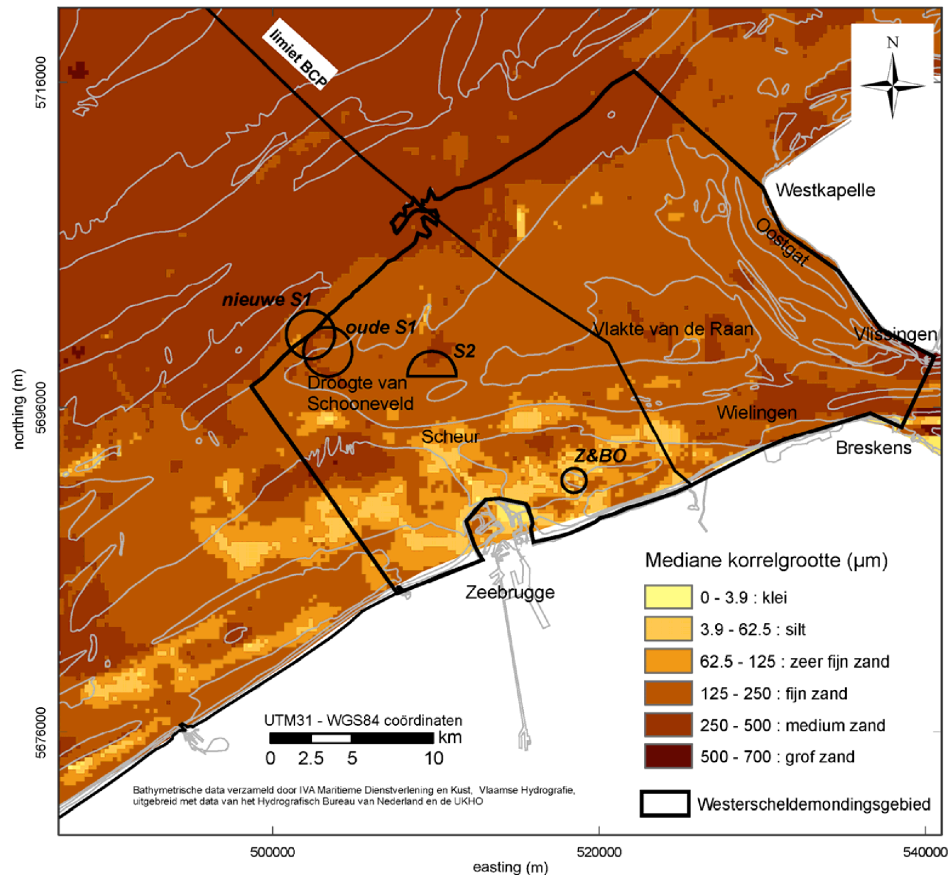 limiet BCP
N
5716000
Westkapelle
Oostgat
nieuwe S1
oude S1
S2
Vlakte van de Raan
Vlissingen
Droogte van
Schooneveld
5696000
northing (m)
Wielingen
Scheur
Breskens
Z&BO
Zeebrugge
Mediane korrelgrootte (µm)
0 - 3.9 : klei
3.9 - 62.5 : silt
62.5 - 125 : zeer fijn zand
125 - 250 : fijn zand
250 - 500 : medium zand
500 - 700 : grof zand
Westerscheldemondingsgebied
5676000
UTM31 - WGS84 coördinaten
km
0 2.5 5 10
Bathymetrische data verzameld door IVA Maritieme Dienstverlening en Kust, Vlaamse Hydrografie,
uitgebreid met data van het Hydrografisch Bureau van Nederland en de UKHO
500000 520000 540000
easting (m)